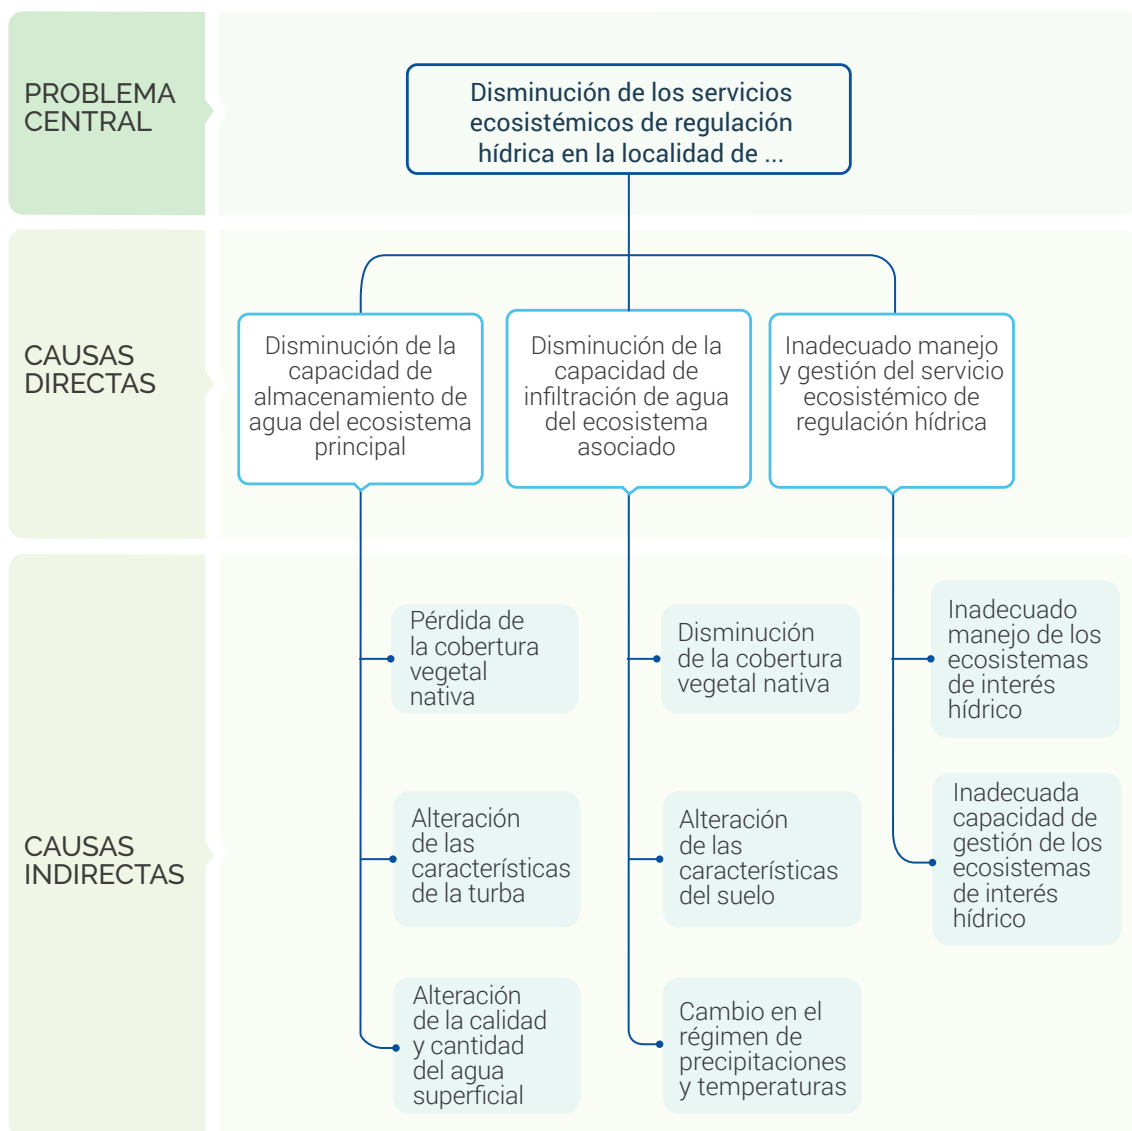 PROBLEMA
CENTRAL
Disminución de los servicios
ecosistémicos de regulación
hídrica en la localidad de ...
CAUSAS
DIRECTAS
Disminución de la
capacidad de
almacenamiento de
agua del ecosistema
principal
Disminución de la
capacidad de
infiltración de agua
del ecosistema
asociado
Inadecuado manejo
y gestión del servicio
ecosistémico de
regulación hídrica
CAUSAS
INDIRECTAS
Pérdida de
la cobertura
vegetal
nativa
Alteración
de las
características
de la turba
Alteración
de la calidad
y cantidad
del agua
superficial
Disminución
de la cobertura
vegetal nativa
Alteración
de las
características
del suelo
Cambio en el
régimen de
precipitaciones
y temperaturas
Inadecuado
manejo de los
ecosistemas
de interés
hídrico
Inadecuada
capacidad de
gestión de los
ecosistemas
de interés
hídrico